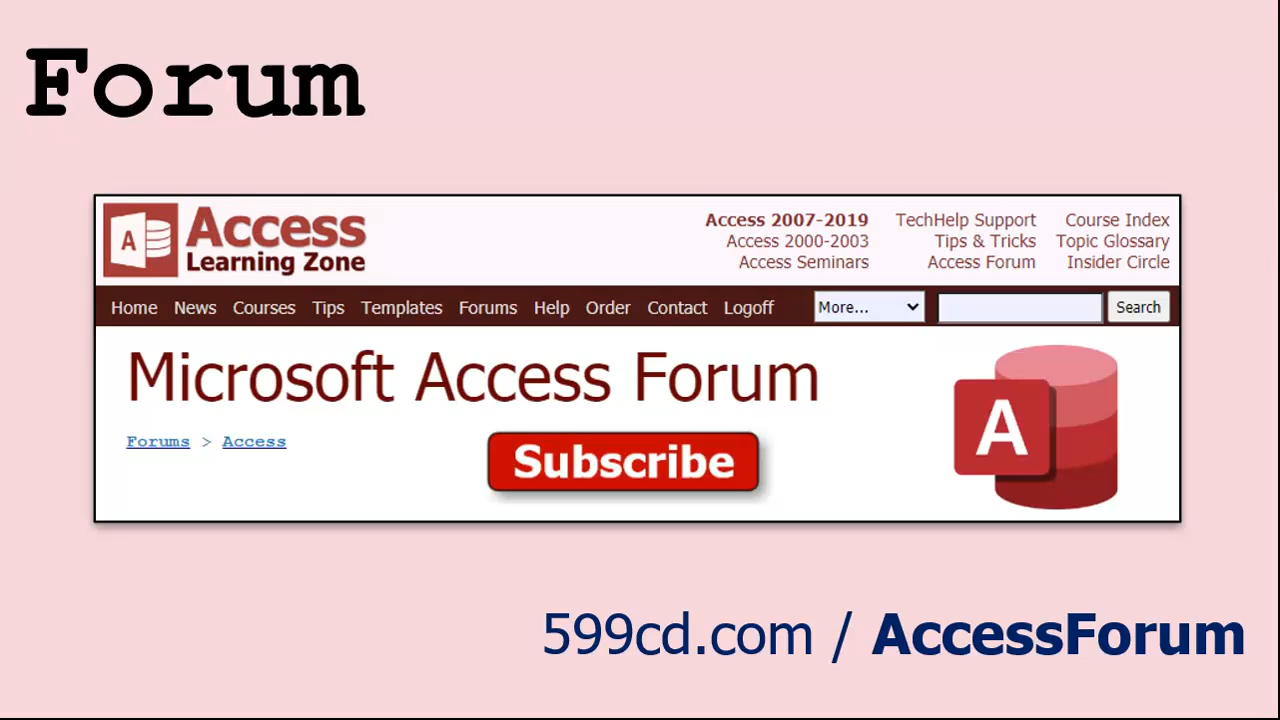 Forum
A Access
Learning Zone
Access 2007-2019 TechHelp Support Course Index
Access 2000-2003 Tips & Tricks Topic Glossary
Access Seminars Access Forum Insider Circle
Home News Courses Tips Templates Forums Help Order Contact Logoff More... Search
Microsoft Access Forum
A
Forums > Access
Subscribe
599cd.com / AccessForum